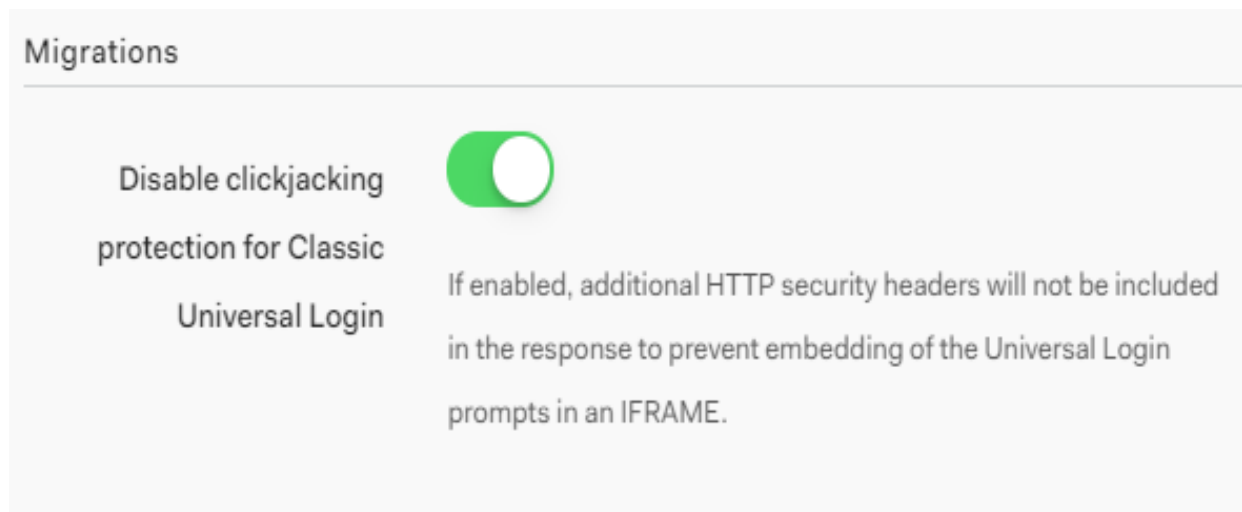 Migrations
Disable clickjacking
protection for Classic
Universal Login
If enabled, additional HTTP security headers will not be included
in the response to prevent embedding of the Universal Login
prompts in an IFRAME.